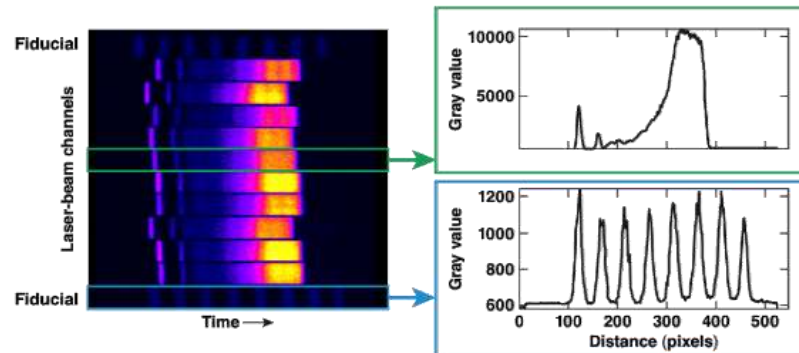 Fiducial
Laser-beam channels
Fiducial
Time
10000
5000
Gray value
1200
1000
800
600
Gray value
0 100 200 300 400 500
Distance (pixels)